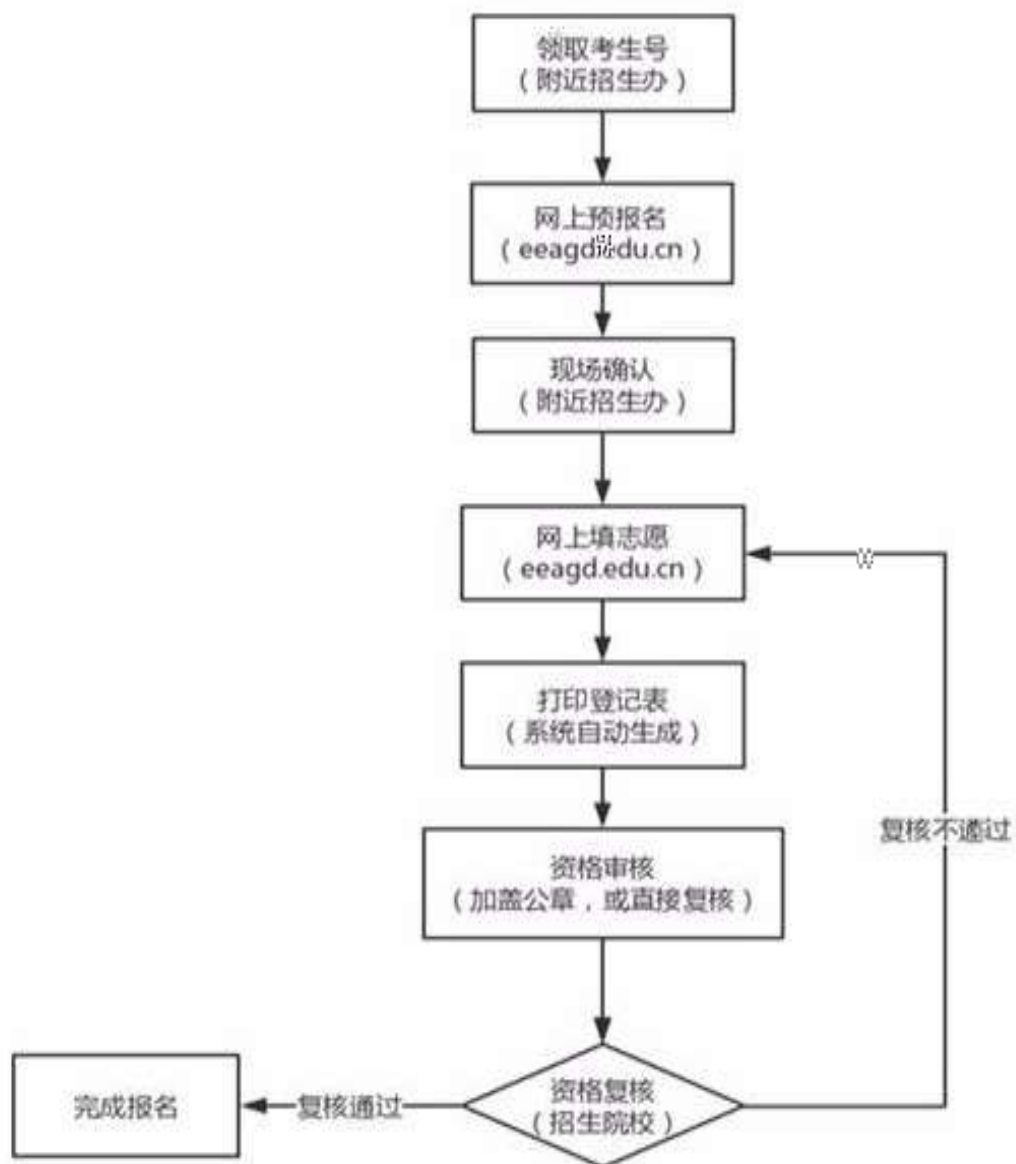 领取考生号
（附近招生办）
网上预报名
（eeagd.edu.cn）
现场确认
（附近招生办）
网上填志愿
（eeagd.edu.cn）
打印登记表
（系统自动生成）
资格审核
（加盖公章，或直接复核）
复核不通过
资格复核
（招生院校）
复核通过
完成报名